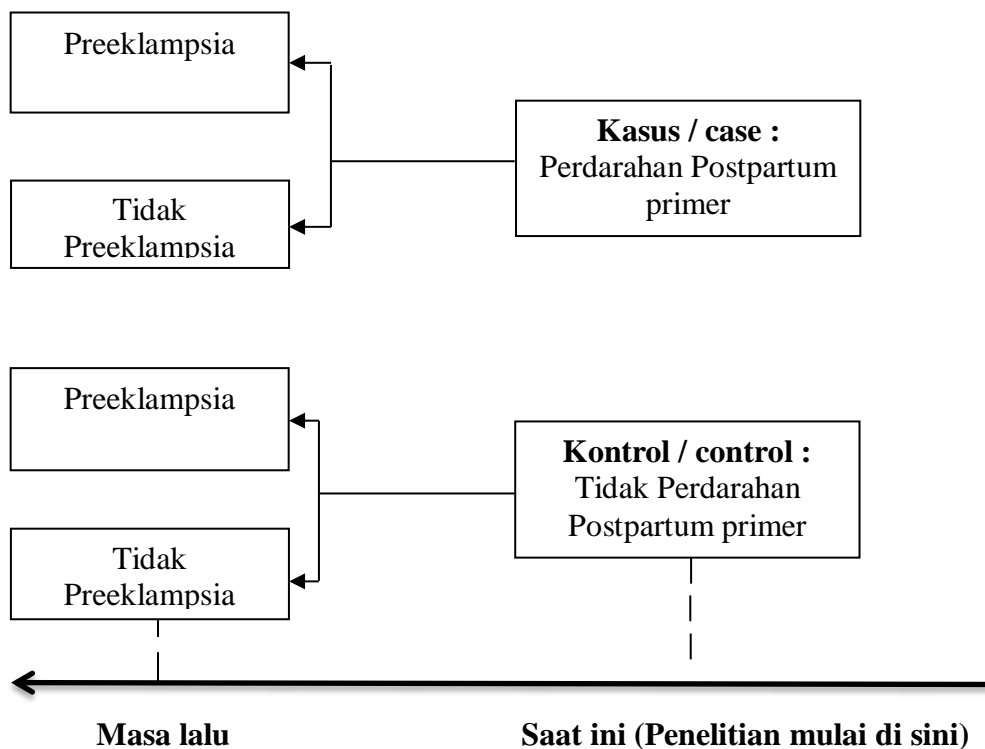 Preeklampsia
Kasus / case :
Perdarahan Postpartum
primer
Tidak
Preeklampsia
Preeklampsia
Kontrol / control :
Tidak Perdarahan
Postpartum primer
Tidak
Preeklampsia
Masa lalu
Saat ini (Penelitian mulai di sini)